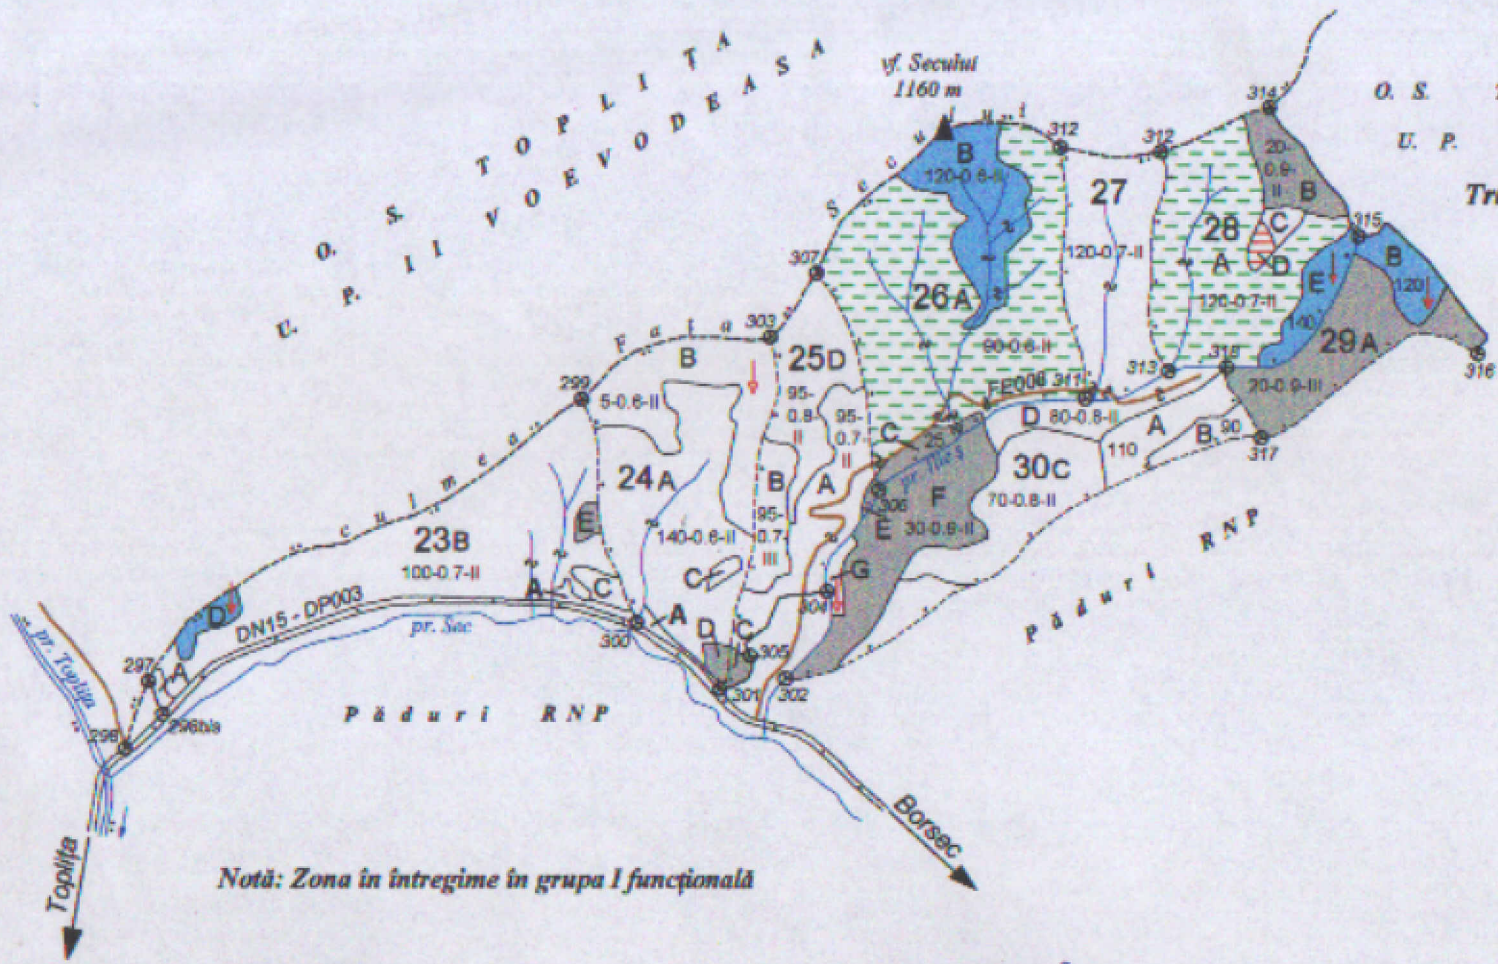 O. S. TOPLIȚA
U. P. II VOEVODEASA
vf. Secului
1160 m
O. S.
U. P.
Culmea Fata Secului
314
312
312
B
120-0.6-II
27
120-0.7-II
28
A
120-0.7-II
20-
0.9-
II
B
C
D
315
B
120
E
140
29A
20-0.9-III
316
307
26A
90-0.6-II
303
B
25D
95-
0.8-
II
95-
0.7-
II
299
5-0.6-II
313
318
FE006
311
D
80-0.8-II
A
110
B
90
317
C
25
24A
140-0.6-II
B
95-
0.7-
III
A
306
E
F
30-0.9-II
30C
70-0.8-II
Păduri RNP
23B
100-0.7-II
E
A
C
C
G
304
D
DN15 - DP003
pr. Sec
300
A
D
C
305
301
302
pr. Toplița
297
A
296bis
298
Păduri RNP
Borsec
Toplița
Notă: Zona în întregime în grupa I funcțională